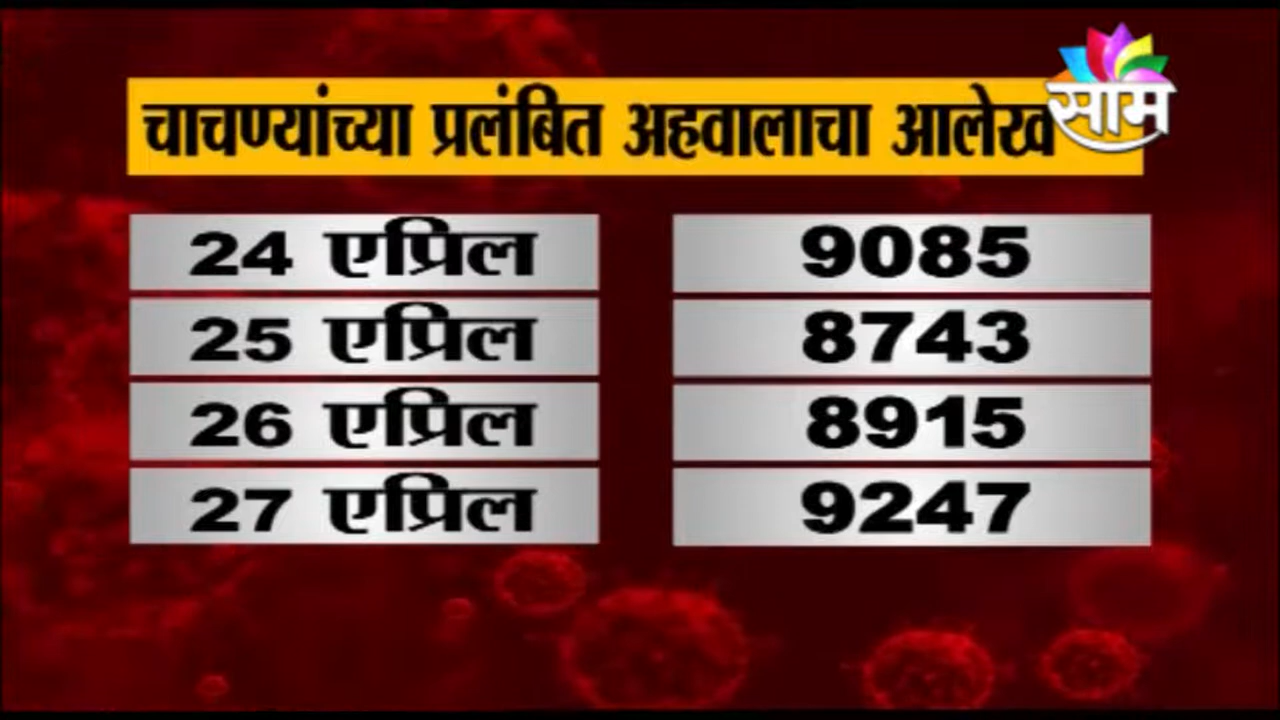 चाचण्यांच्या प्रलंबित अहवालाचा आलेख
साम
24 एप्रिल 9085
25 एप्रिल 8743
26 एप्रिल 8915
27 एप्रिल 9247